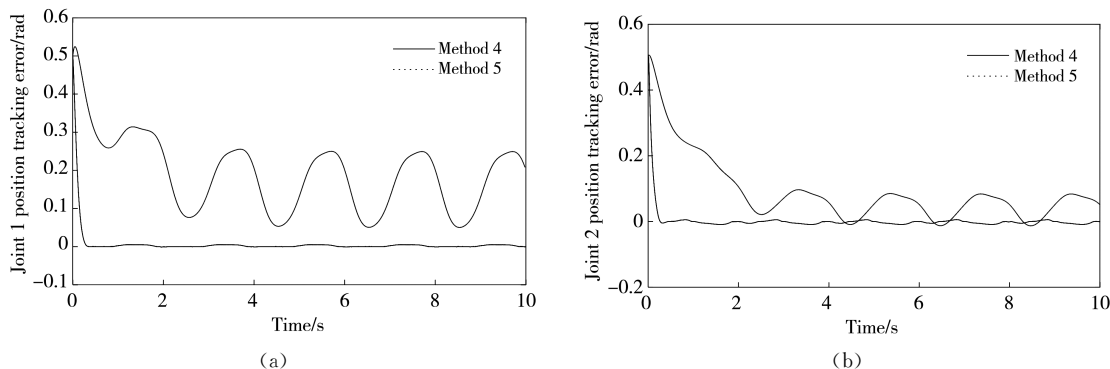 Joint 1 position tracking error/rad
0.6
0.5
0.4
0.3
0.2
0.1
0
−0.1
Method 4
Method 5
0 2 4 6 8 10
Time/s
(a)
Joint 2 position tracking error/rad
0.6
0.4
0.2
0
−0.2
Method 4
Method 5
0 2 4 6 8 10
Time/s
(b)